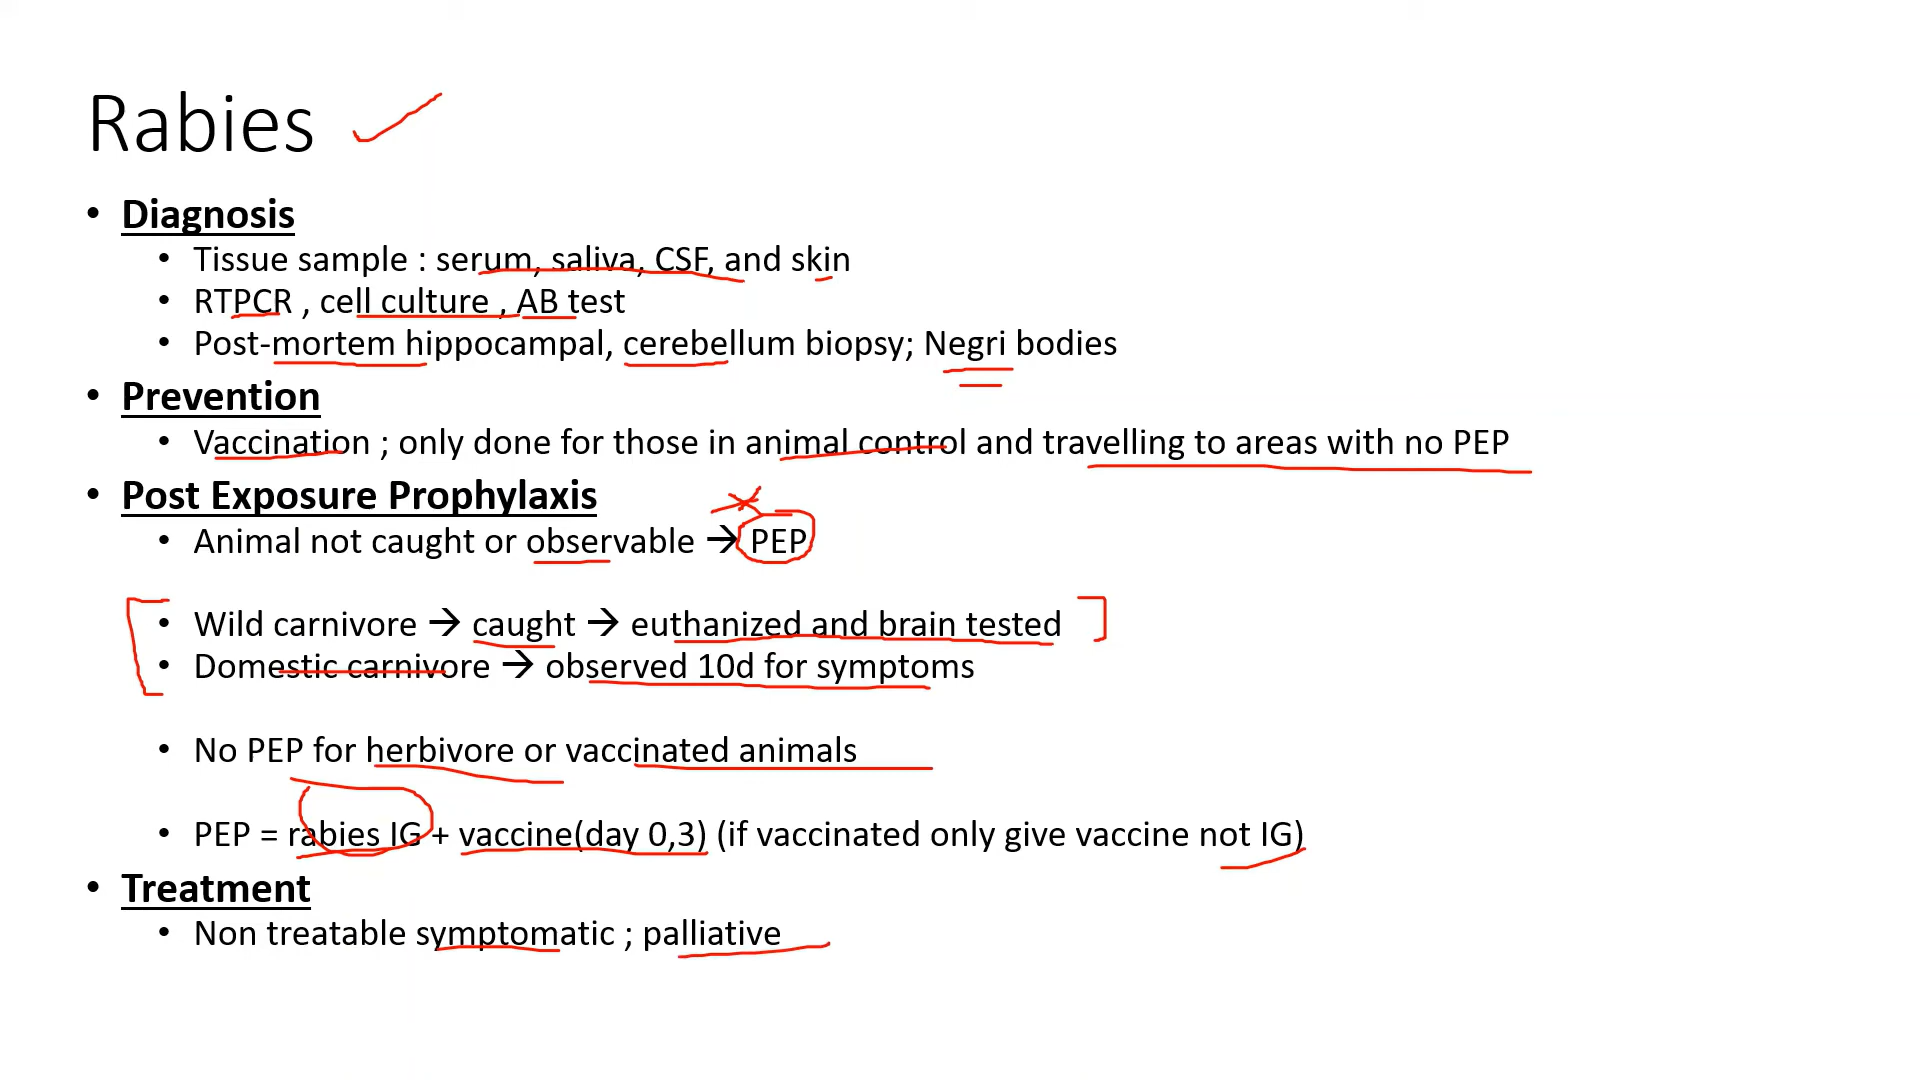 Rabies
• Diagnosis
• Tissue sample : serum, saliva, CSF, and skin
• RTPCR , cell culture , AB test
• Post-mortem hippocampal, cerebellum biopsy; Negri bodies
• Prevention
• Vaccination ; only done for those in animal control and travelling to areas with no PEP
• Post Exposure Prophylaxis
• Animal not caught or observable → PEP
• Wild carnivore → caught → euthanized and brain tested
• Domestic carnivore → observed 10d for symptoms
• No PEP for herbivore or vaccinated animals
• PEP = rabies IG + vaccine(day 0,3) (if vaccinated only give vaccine not IG)
• Treatment
• Non treatable symptomatic ; palliative